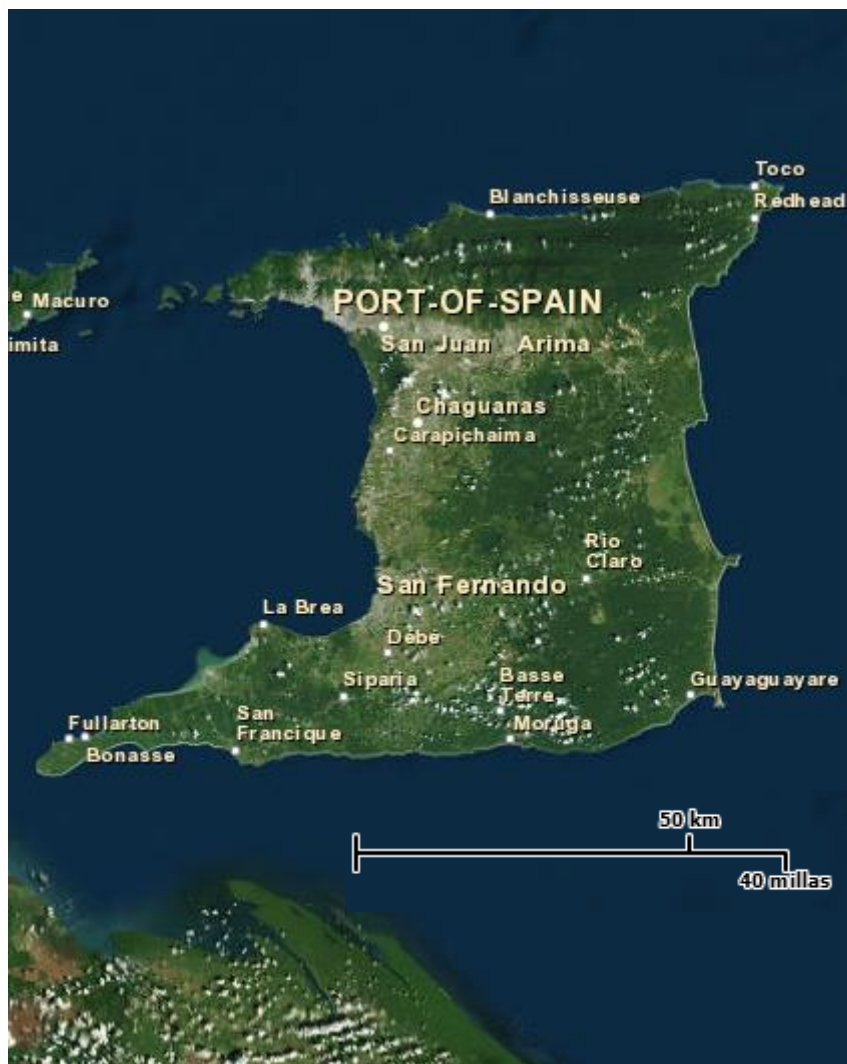 Toco
Blanchisseuse
Redhead
e Macuro
PORT-OF-SPAIN
imita
San Juan
Arima
Chaguanas
Carapichaima
Rio
Claro
San Fernando
La Brea
Débé
Siparia
Basse
Terre
Guayaguayare
San
Francique
Fullarton
Moruga
Bonasse
50 km
40 millas